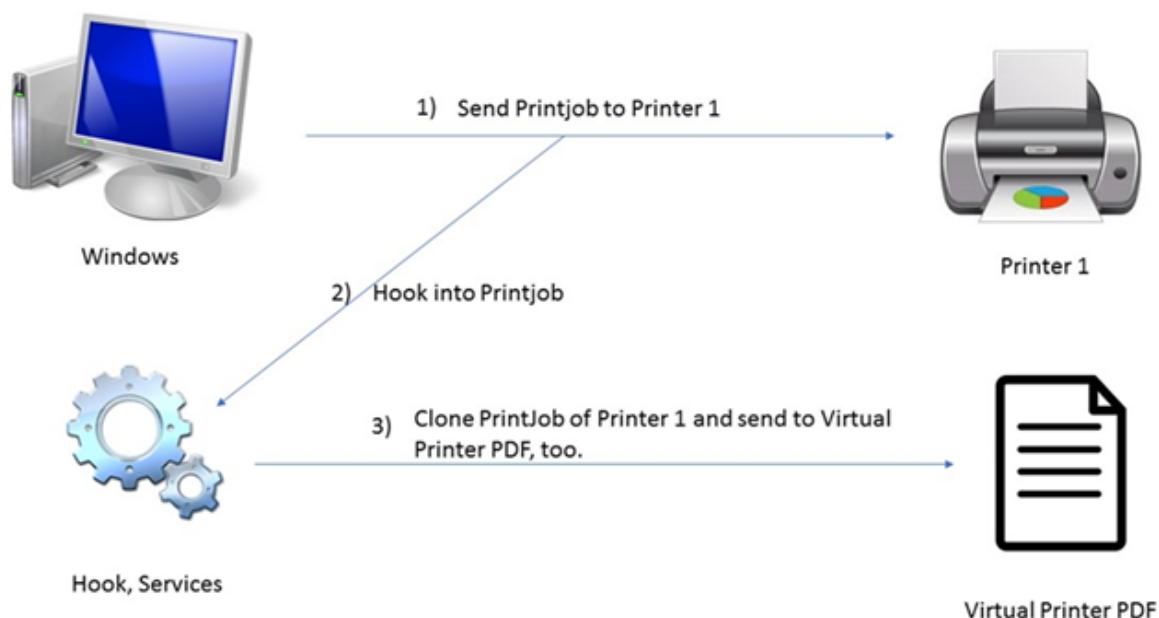 1) Send Printjob to Printer 1
Windows
Printer 1
2) Hook into Printjob
3) Clone PrintJob of Printer 1 and send to Virtual
Printer PDF, too.
Hook, Services
Virtual Printer PDF